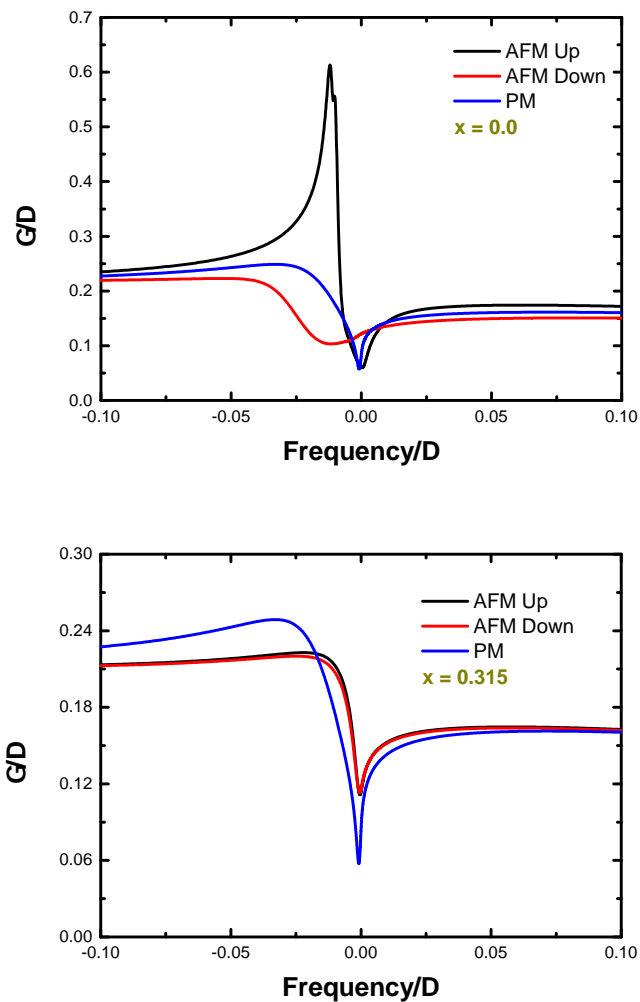 0.7
0.6
0.5
0.4
0.3
0.2
0.1
0.0
G/D
AFM Up
AFM Down
PM
x = 0.0
-0.10 -0.05 0.00 0.05 0.10
Frequency/D
0.30
0.24
0.18
0.12
0.06
0.00
G/D
AFM Up
AFM Down
PM
x = 0.315
-0.10 -0.05 0.00 0.05 0.10
Frequency/D